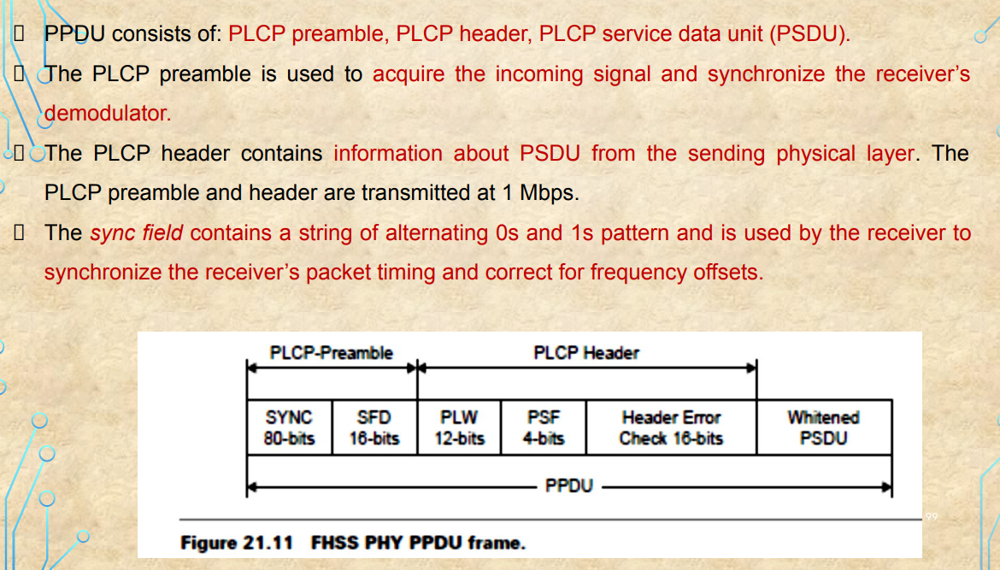 PPDU consists of: PLCP preamble, PLCP header, PLCP service data unit (PSDU).
The PLCP preamble is used to acquire the incoming signal and synchronize the receiver's
demodulator.
The PLCP header contains information about PSDU from the sending physical layer. The
PLCP preamble and header are transmitted at 1 Mbps.
The sync field contains a string of alternating 0s and 1s pattern and is used by the receiver to
synchronize the receiver's packet timing and correct for frequency offsets.
PLCP-Preamble PLCP Header
SYNC SFD PLW PSF Header Error Whitened
80-bits 16-bits 12-bits 4-bits Check 16-bits PSDU
PPDU
99
Figure 21.11 FHSS PHY PPDU frame.